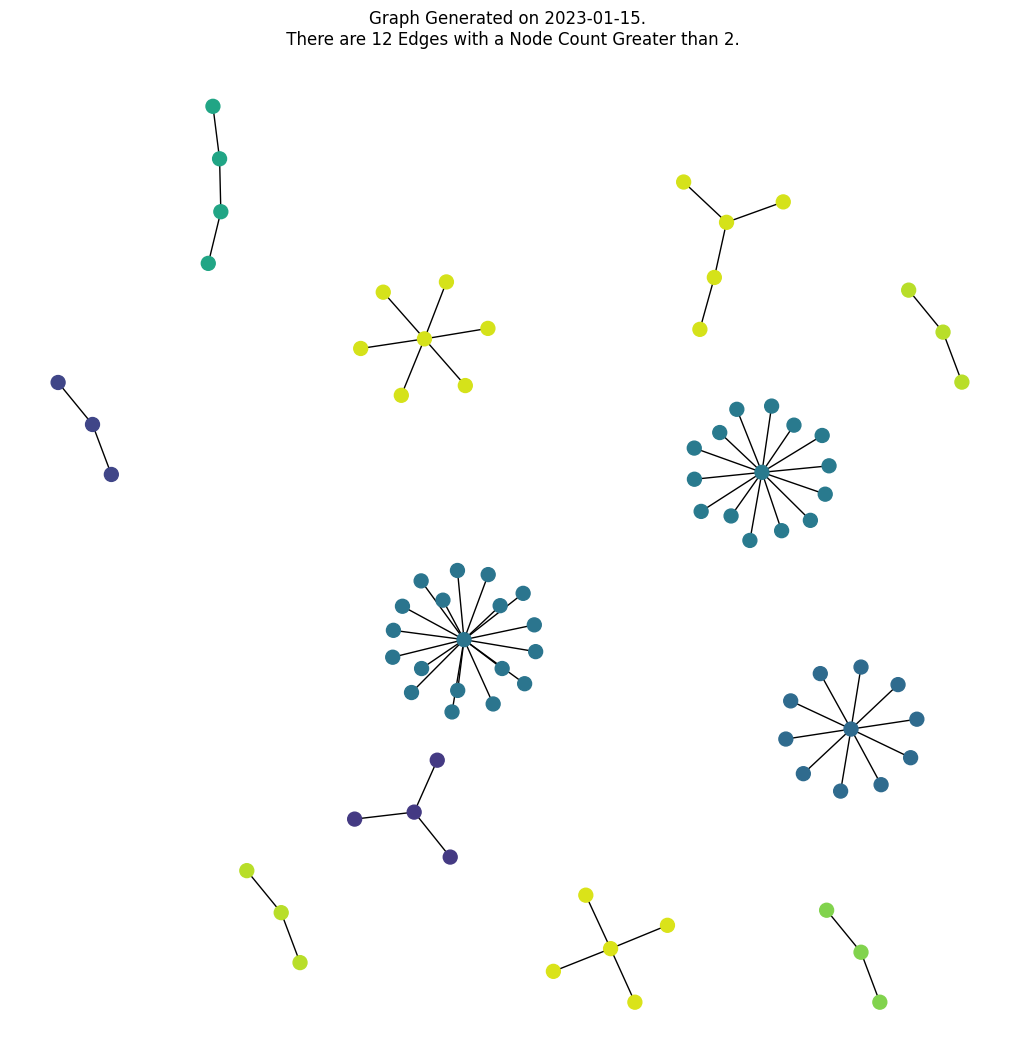 Graph Generated on 2023-01-15.
There are 12 Edges with a Node Count Greater than 2.